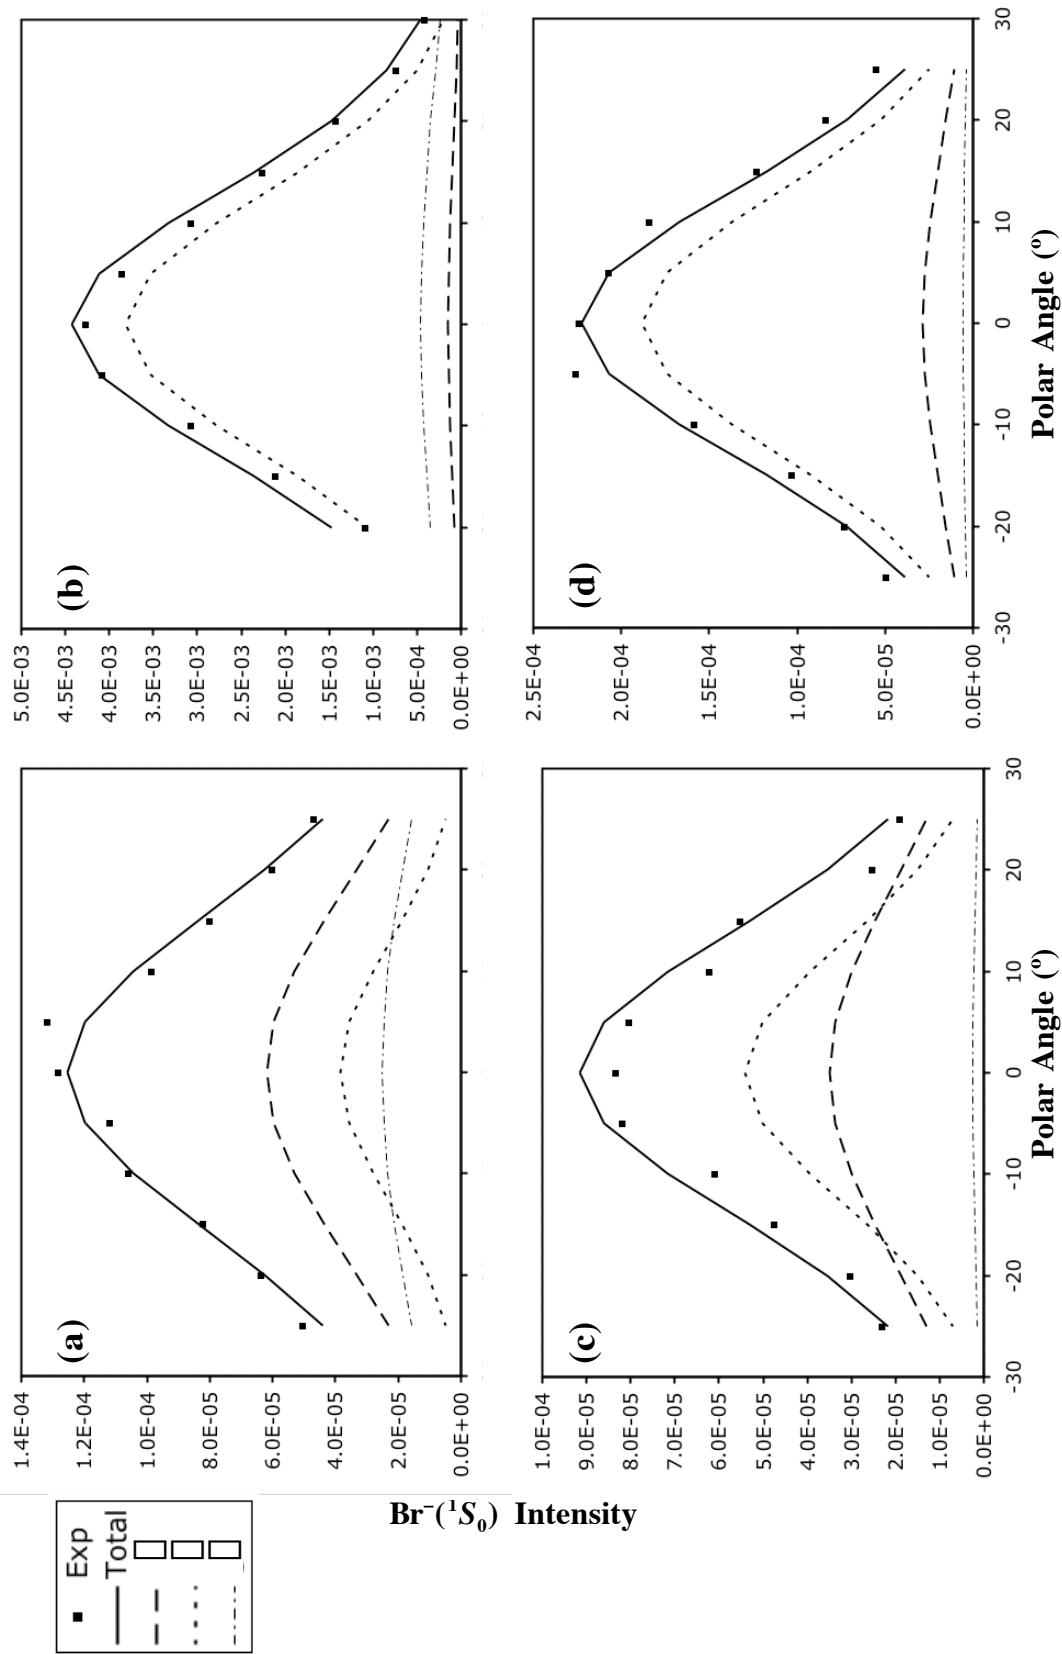 Exp
Total
Br⁻(¹S₀) Intensity
(a)
1.4E-04
1.2E-04
1.0E-04
8.0E-05
6.0E-05
4.0E-05
2.0E-05
0.0E+00
(b)
5.0E-03
4.5E-03
4.0E-03
3.5E-03
3.0E-03
2.5E-03
2.0E-03
1.5E-03
1.0E-03
5.0E-04
0.0E+00
(c)
1.0E-04
9.0E-05
8.0E-05
7.0E-05
6.0E-05
5.0E-05
4.0E-05
3.0E-05
2.0E-05
1.0E-05
0.0E+00
-30 -20 -10 0 10 20 30
Polar Angle (º)
(d)
2.5E-04
2.0E-04
1.5E-04
1.0E-04
5.0E-05
0.0E+00
-30 -20 -10 0 10 20 30
Polar Angle (º)